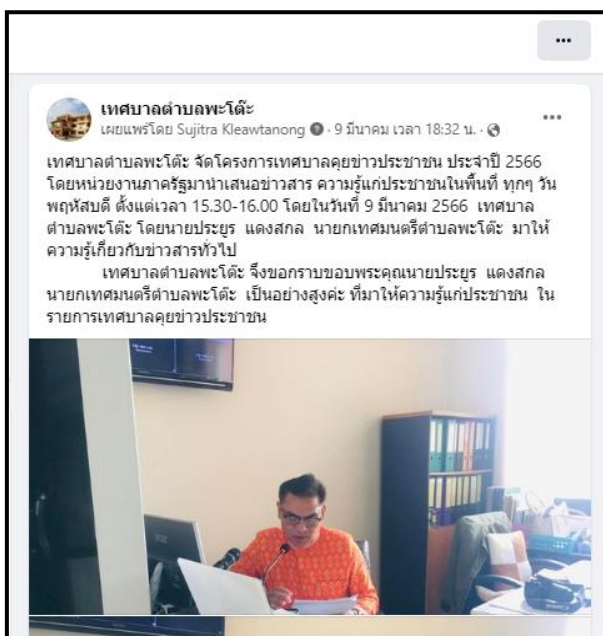 เทศบาลตำบลพะโต๊ะ
เผยแพร่โดย Sujitra Kleawtanong · 9 มีนาคม เวลา 18:32 น. ·
เทศบาลตำบลพะโต๊ะ จัดโครงการเทศบาลคุยข่าวประชาชน ประจำปี 2566
โดยหน่วยงานภาครัฐมานำเสนอข่าวสาร ความรู้แก่ประชาชนในพื้นที่ ทุกๆ วัน
พฤหัสบดี ตั้งแต่เวลา 15.30-16.00 โดยในวันที่ 9 มีนาคม 2566 เทศบาล
ตำบลพะโต๊ะ โดยนายประยูร แดงสกล นายกเทศมนตรีตำบลพะโต๊ะ มาให้
ความรู้เกี่ยวกับข่าวสารทั่วไป
เทศบาลตำบลพะโต๊ะ จึงขอกราบขอบพระคุณนายประยูร แดงสกล
นายกเทศมนตรีตำบลพะโต๊ะ เป็นอย่างสูงค่ะ ที่มาให้ความรู้แก่ประชาชน ใน
รายการเทศบาลคุยข่าวประชาชน